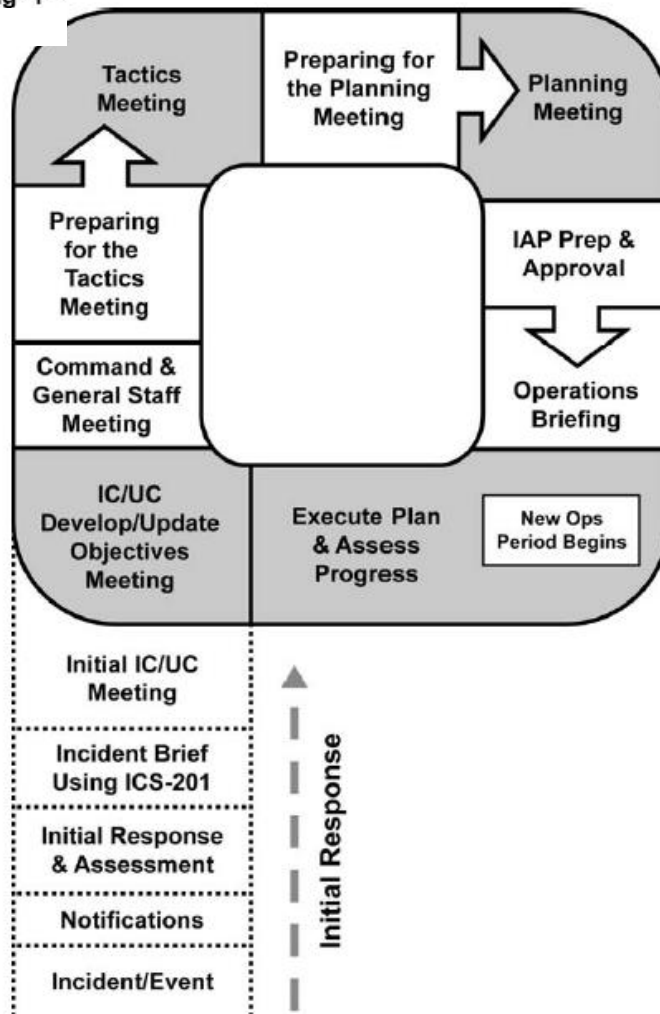 Tactics
Meeting
Preparing for
the Planning
Meeting
Planning
Meeting
Preparing
for the
Tactics
Meeting
IAP Prep &
Approval
Command &
General Staff
Meeting
Operations
Briefing
IC/UC
Develop/Update
Objectives
Meeting
Execute Plan
& Assess
Progress
New Ops
Period Begins
Initial IC/UC
Meeting
Incident Brief
Using ICS-201
Initial Response
& Assessment
Notifications
Incident/Event
Initial Response